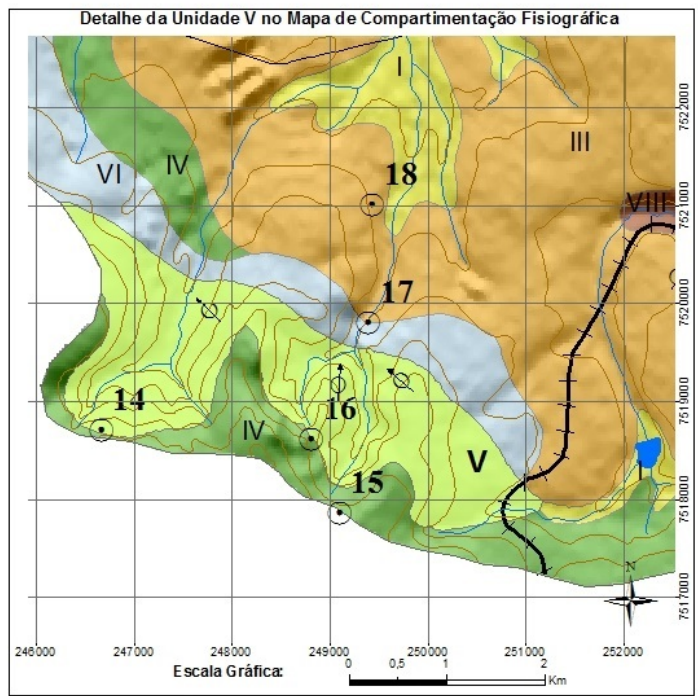 Detalhe da Unidade V no Mapa de Compartimentação Fisiográfica
I
III
IV
VI
18
VIII
17
14
16
IV
V
I
15
N
7522000
7521000
7520000
7519000
7518000
7517000
246000 247000 248000 249000 250000 251000 252000
Escala Gráfica:
0 0,5 1 2
Km